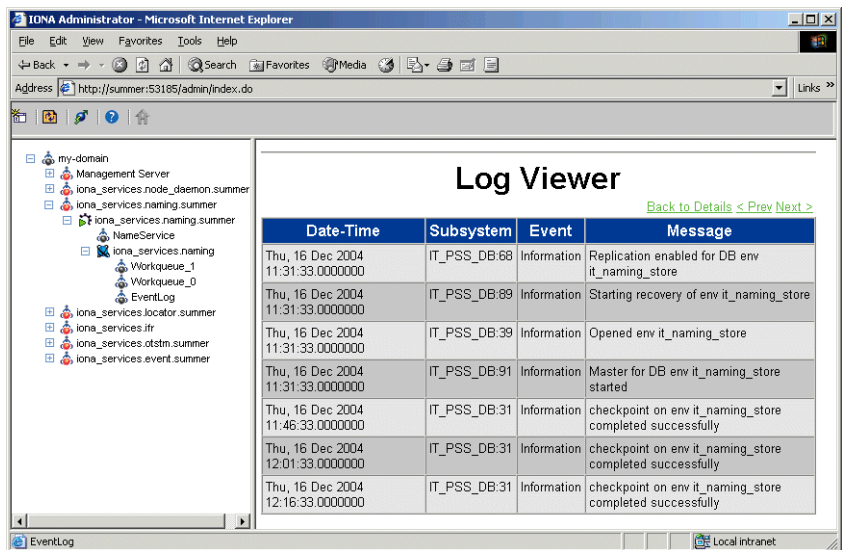 IONA Administrator - Microsoft Internet Explorer
File Edit View Favorites Tools Help
Back Search Favorites Media
Address http://summer:53185/admin/index.do Links »
my-domain
Management Server
iona_services.node_daemon.summer
iona_services.naming.summer
iona_services.naming.summer
NameService
iona_services.naming
Workqueue_1
Workqueue_0
EventLog
iona_services.locator.summer
iona_services.ifr
iona_services.otstm.summer
iona_services.event.summer
Log Viewer
Back to Details < Prev Next >
Date-Time Subsystem Event Message
Thu, 16 Dec 2004 IT_PSS_DB:68 Information Replication enabled for DB env
11:31:33.0000000 it_naming_store
Thu, 16 Dec 2004 IT_PSS_DB:89 Information Starting recovery of env it_naming_store
11:31:33.0000000
Thu, 16 Dec 2004 IT_PSS_DB:39 Information Opened env it_naming_store
11:31:33.0000000
Thu, 16 Dec 2004 IT_PSS_DB:91 Information Master for DB env it_naming_store
11:31:33.0000000 started
Thu, 16 Dec 2004 IT_PSS_DB:31 Information checkpoint on env it_naming_store
11:46:33.0000000 completed successfully
Thu, 16 Dec 2004 IT_PSS_DB:31 Information checkpoint on env it_naming_store
12:01:33.0000000 completed successfully
Thu, 16 Dec 2004 IT_PSS_DB:31 Information checkpoint on env it_naming_store
12:16:33.0000000 completed successfully
EventLog Local intranet